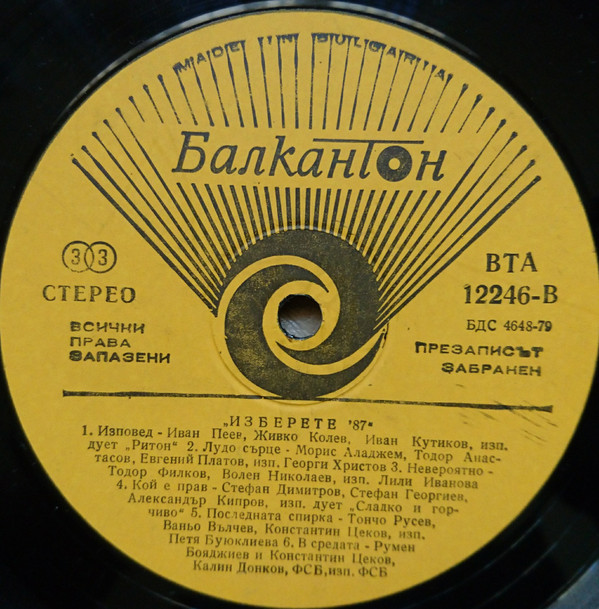 MADE IN BULGARIA
Балкантон
33
СТЕРЕО
ВСИЧКИ
ПРАВА
ЗАПАЗЕНИ
ВТА
12246-В
БДС 4648-79
ПРЕЗАПИСЪТ
ЗАБРАНЕН
„ИЗБЕРЕТЕ '87“
1. Изповед - Иван Пеев, Живко Колев, Иван Кутиков, изп.
дует „Ритон“ 2. Лудо сърце - Морис Аладжем, Тодор Анас-
тасов, Евгений Платов, изп. Георги Христов 3. Невероятно -
Тодор Филков, Волен Николаев, изп. Лили Иванова
4. Кой е прав - Стефан Димитров, Стефан Георгиев,
Александър Кипров, изп. дует „Сладко и гор-
чиво“ 5. Последната спирка - Тончо Русев,
Ваньо Вълчев, Константин Цеков, изп.
Петя Буюклиева 6. В средата - Румен
Бояджиев и Константин Цеков,
Калин Донков, ФСБ,изп. ФСБ